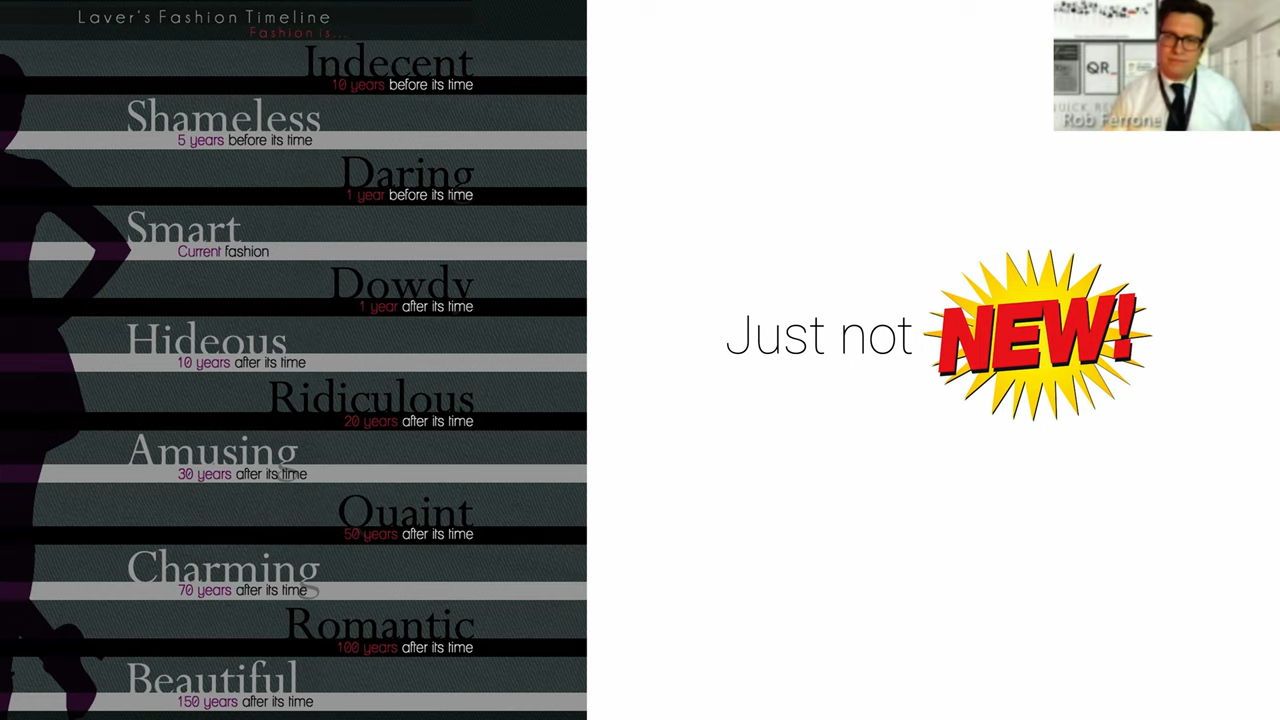 Laver's Fashion Timeline
Fashion is...
Indecent
10 years before its time
Shameless
5 years before its time
Daring
1 year before its time
Smart
Current fashion
Dowdy
1 year after its time
Hideous
10 years after its time
Ridiculous
20 years after its time
Amusing
30 years after its time
Quaint
50 years after its time
Charming
70 years after its time
Romantic
100 years after its time
Beautiful
150 years after its time
Just not NEW!
QR_
Rob Ferrone